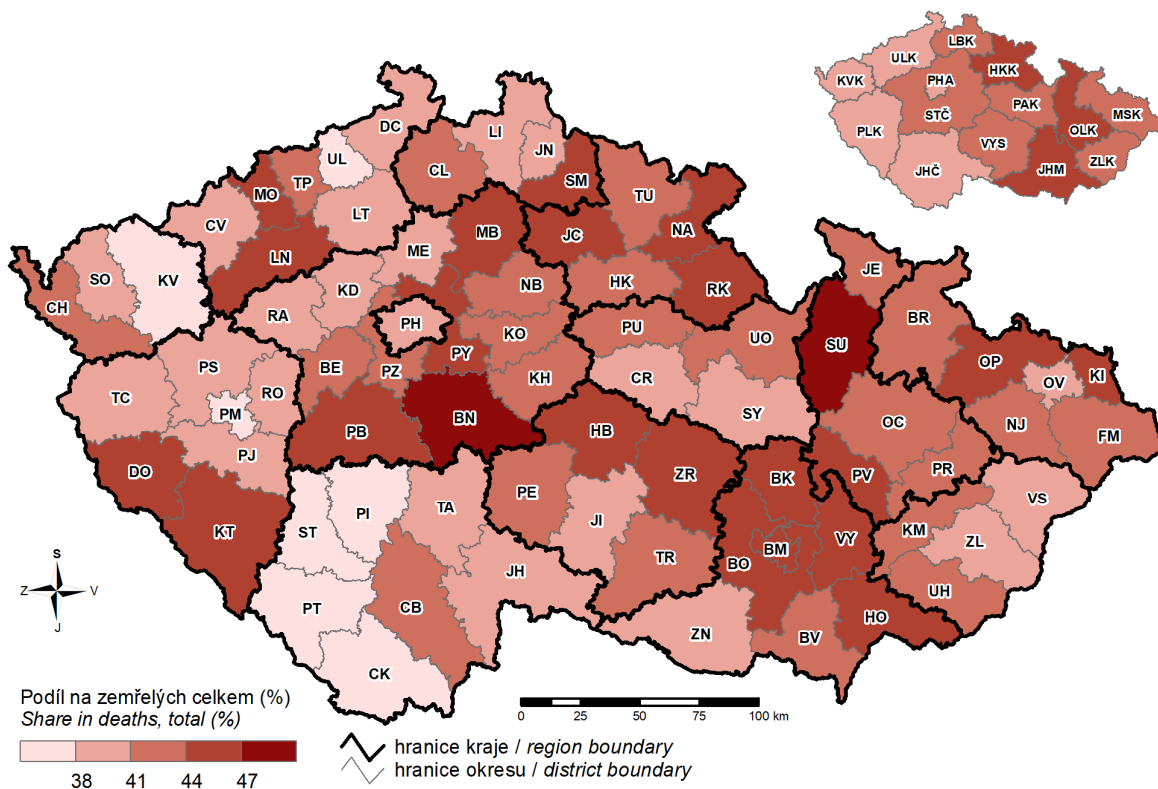 LBK
ULK
HKK
KVK
PHA
PAK
MSK
STČ
OLK
PLK
VYS
ZLK
JHČ
JHM
DC
LI
JN
UL
CL
SM
TP
MO
TU
LT
CV
MB
JC
NA
ME
LN
JE
SO
KV
KD
NB
HK
RK
CH
RA
BR
PH
PU
KO
UO
SU
PY
OP
PS
BE
PZ
KI
OV
TC
RO
KH
CR
PM
BN
SY
OC
NJ
PB
HB
FM
PJ
DO
PR
ZR
PV
BK
PE
VS
PI
TA
JI
ST
KT
KM
VY
ZL
BM
TR
BO
JH
UH
PT
CB
HO
ZN
BV
CK
S
Z V
J
Podíl na zemřelých celkem (%)
Share in deaths, total (%)
38 41 44 47
0 25 50 75 100 km
hranice kraje / region boundary
hranice okresu / district boundary